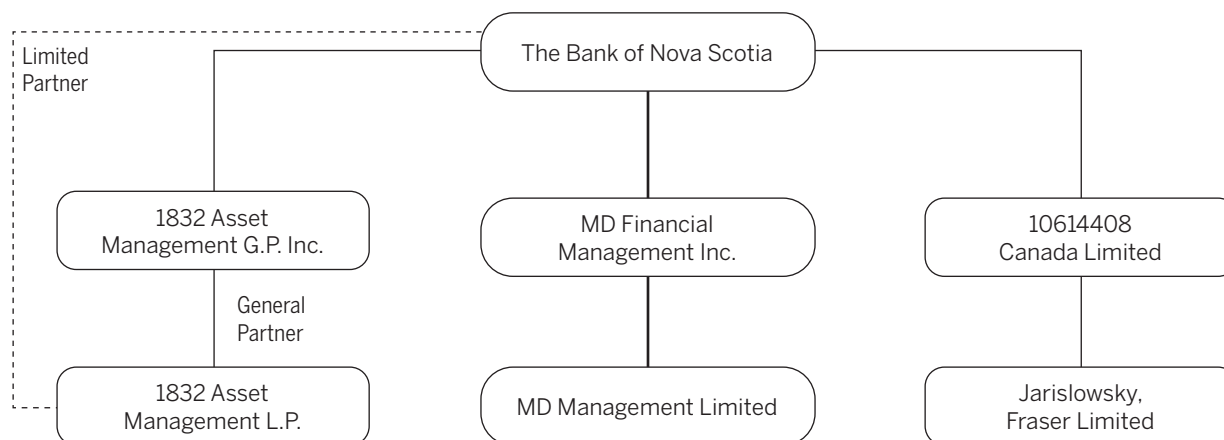 Limited
Partner
The Bank of Nova Scotia
1832 Asset
Management G.P. Inc.
MD Financial
Management Inc.
10614408
Canada Limited
General
Partner
1832 Asset
Management L.P.
MD Management Limited
Jarislowsky,
Fraser Limited